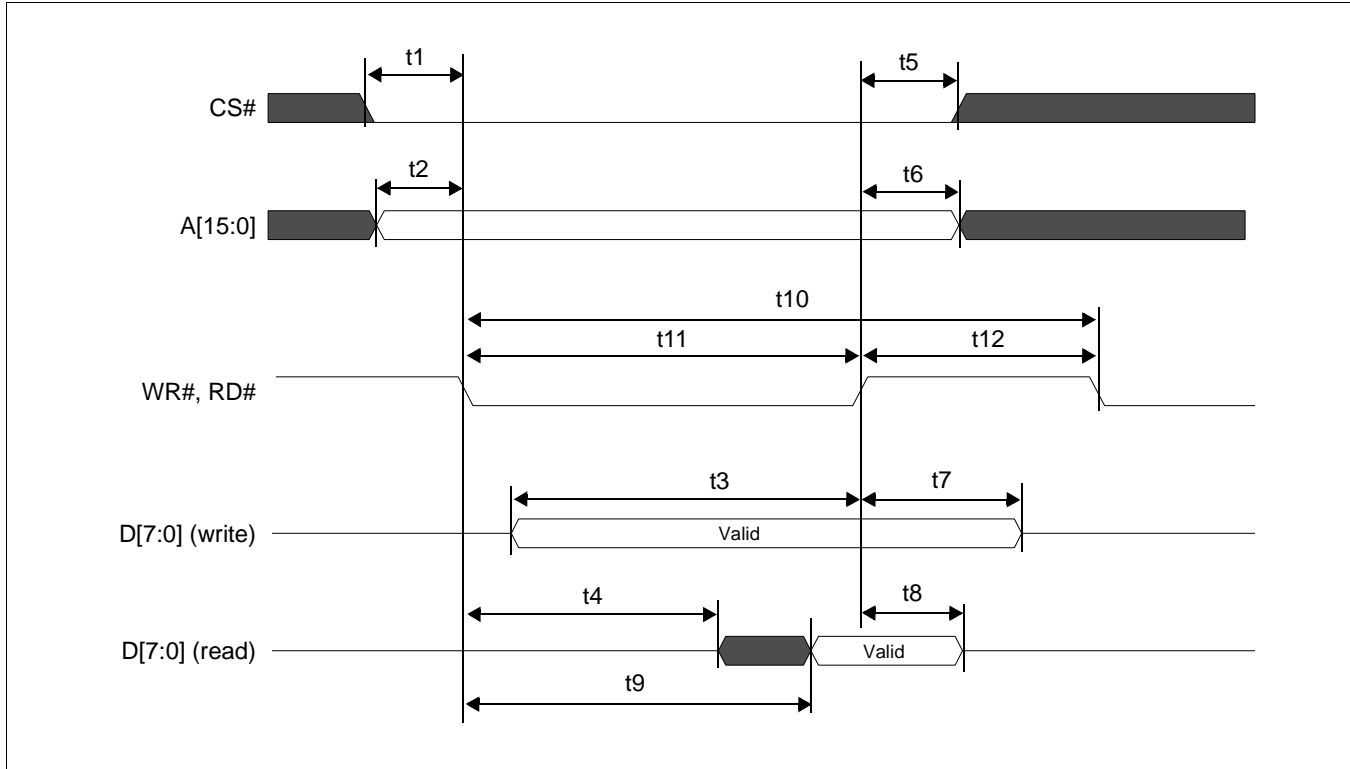 t1
t5
CS#
t2
t6
A[15:0]
t10
t11
t12
WR#, RD#
t3
t7
D[7:0] (write)
Valid
t4
t8
D[7:0] (read)
Valid
t9